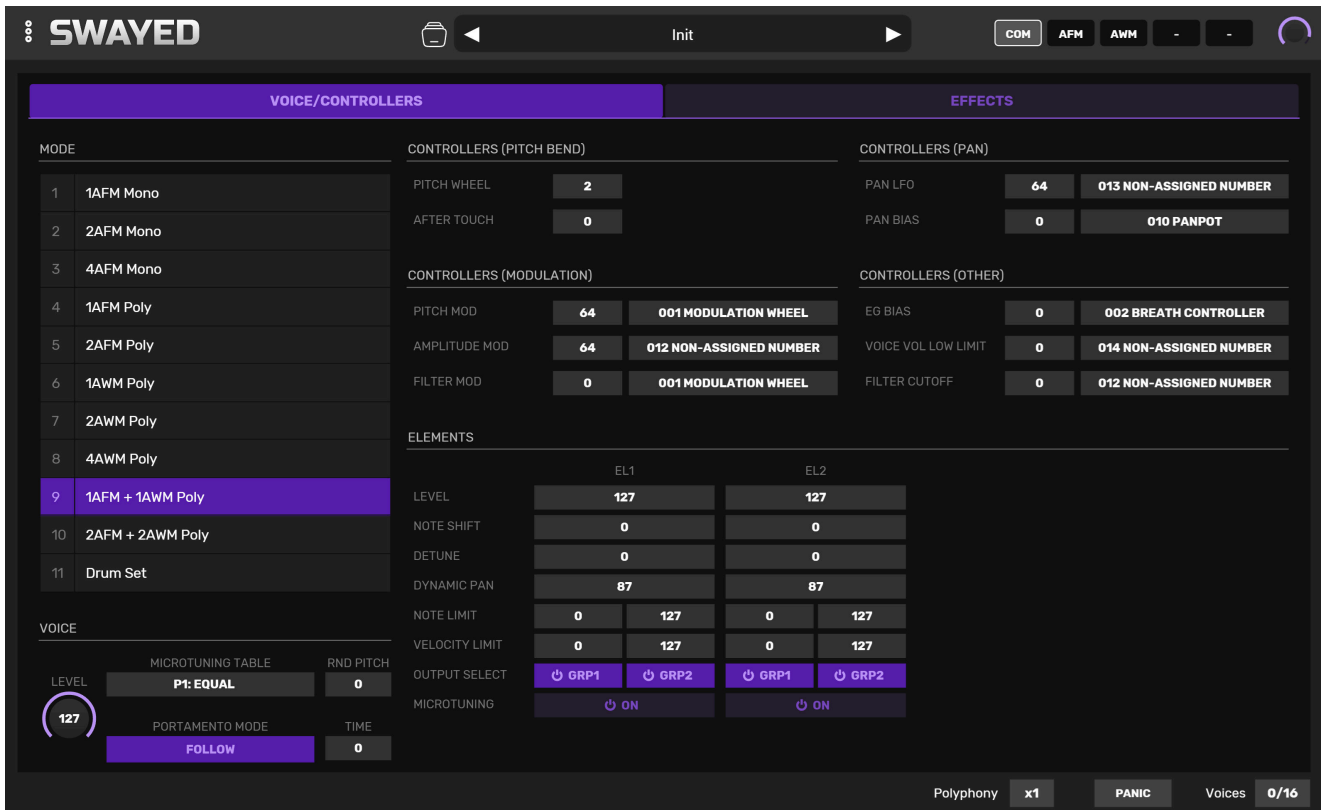 SWAYED
Init
COM AFM AWM - -
VOICE/CONTROLLERS EFFECTS
MODE
1 1AFM Mono
2 2AFM Mono
3 4AFM Mono
4 1AFM Poly
5 2AFM Poly
6 1AWM Poly
7 2AWM Poly
8 4AWM Poly
9 1AFM + 1AWM Poly
10 2AFM + 2AWM Poly
11 Drum Set
VOICE
MICROTUNING TABLE RND PITCH
LEVEL P1: EQUAL 0
127
PORTAMENTO MODE TIME
FOLLOW 0
CONTROLLERS (PITCH BEND)
PITCH WHEEL 2
AFTER TOUCH 0
CONTROLLERS (PAN)
PAN LFO 64 013 NON-ASSIGNED NUMBER
PAN BIAS 0 010 PANPOT
CONTROLLERS (MODULATION)
PITCH MOD 64 001 MODULATION WHEEL
AMPLITUDE MOD 64 012 NON-ASSIGNED NUMBER
FILTER MOD 0 001 MODULATION WHEEL
CONTROLLERS (OTHER)
EG BIAS 0 002 BREATH CONTROLLER
VOICE VOL LOW LIMIT 0 014 NON-ASSIGNED NUMBER
FILTER CUTOFF 0 012 NON-ASSIGNED NUMBER
ELEMENTS
EL1 EL2
LEVEL 127 127
NOTE SHIFT 0 0
DETUNE 0 0
DYNAMIC PAN 87 87
NOTE LIMIT 0 127 0 127
VELOCITY LIMIT 0 127 0 127
OUTPUT SELECT GRP1 GRP2 GRP1 GRP2
MICROTUNING ON ON
Polyphony x1 PANIC Voices 0/16